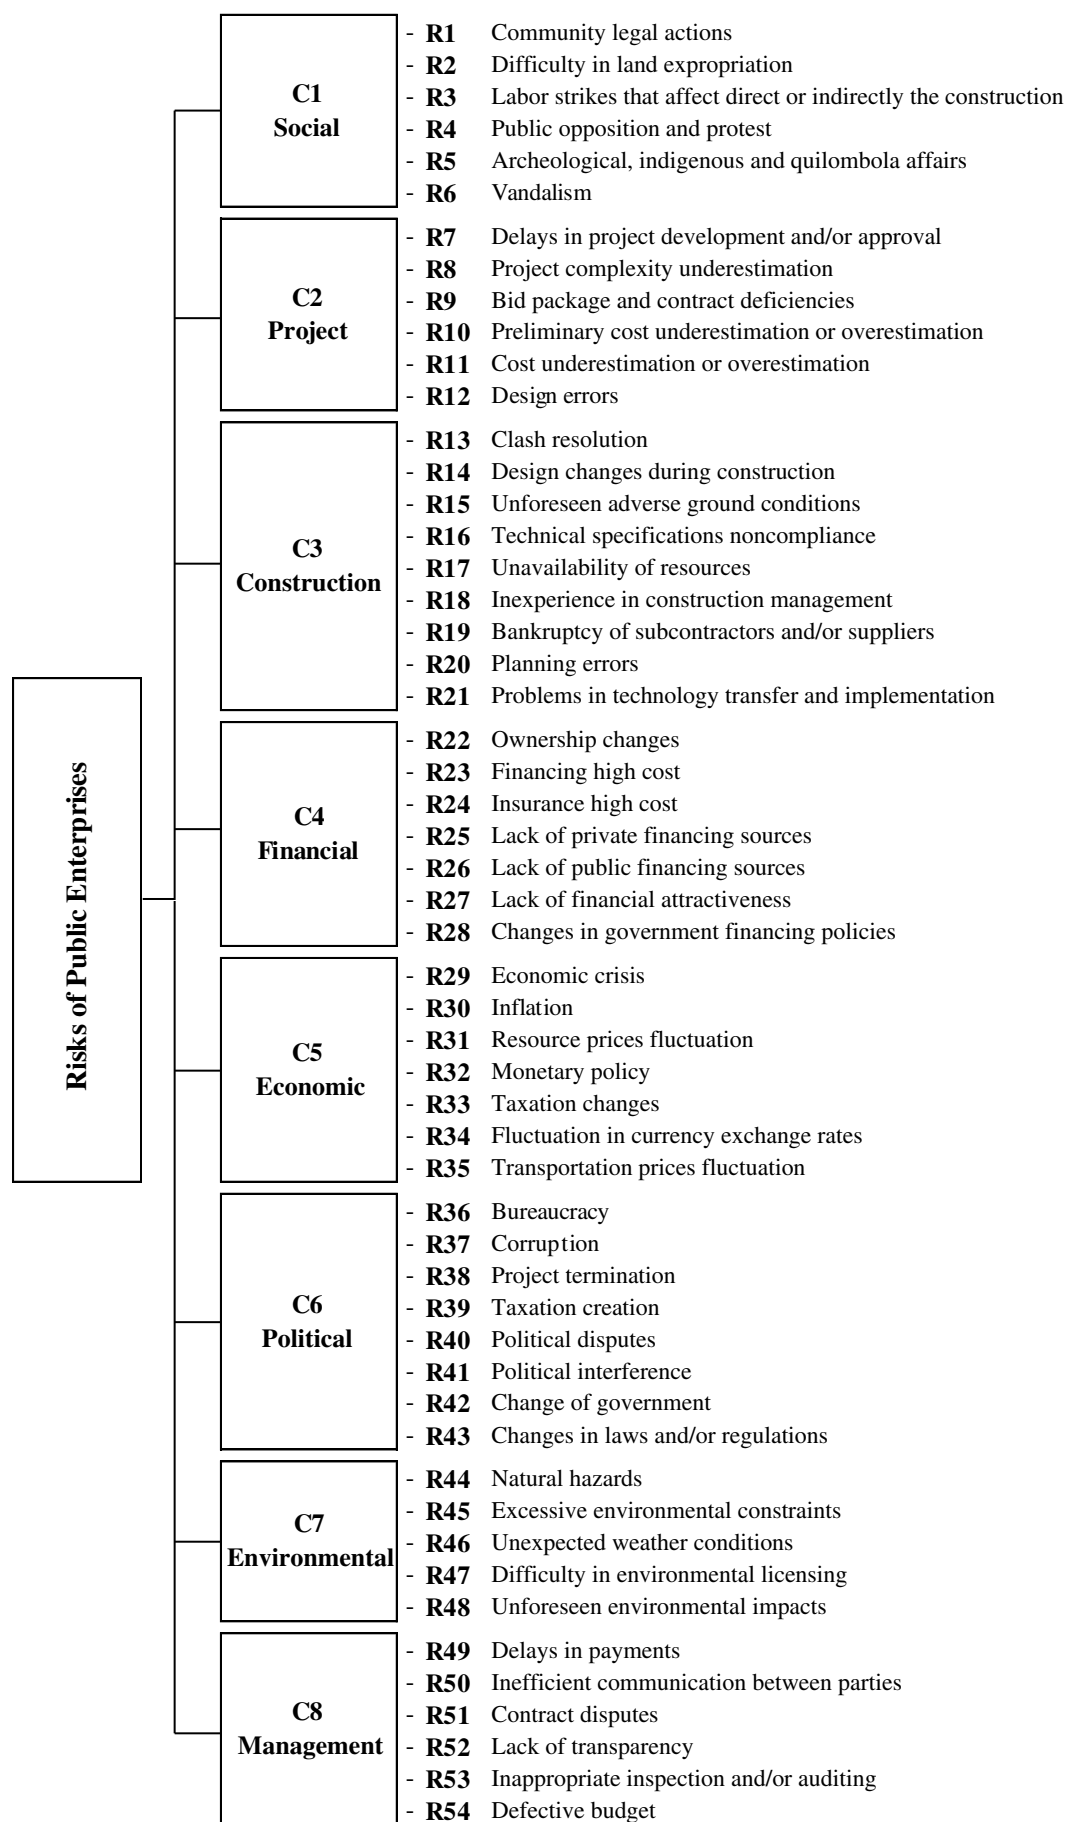 Risks of Public Enterprises
C1
Social
- R1 Community legal actions
- R2 Difficulty in land expropriation
- R3 Labor strikes that affect direct or indirectly the construction
- R4 Public opposition and protest
- R5 Archeological, indigenous and quilombola affairs
- R6 Vandalism
C2
Project
- R7 Delays in project development and/or approval
- R8 Project complexity underestimation
- R9 Bid package and contract deficiencies
- R10 Preliminary cost underestimation or overestimation
- R11 Cost underestimation or overestimation
- R12 Design errors
C3
Construction
- R13 Clash resolution
- R14 Design changes during construction
- R15 Unforeseen adverse ground conditions
- R16 Technical specifications noncompliance
- R17 Unavailability of resources
- R18 Inexperience in construction management
- R19 Bankruptcy of subcontractors and/or suppliers
- R20 Planning errors
- R21 Problems in technology transfer and implementation
C4
Financial
- R22 Ownership changes
- R23 Financing high cost
- R24 Insurance high cost
- R25 Lack of private financing sources
- R26 Lack of public financing sources
- R27 Lack of financial attractiveness
- R28 Changes in government financing policies
C5
Economic
- R29 Economic crisis
- R30 Inflation
- R31 Resource prices fluctuation
- R32 Monetary policy
- R33 Taxation changes
- R34 Fluctuation in currency exchange rates
- R35 Transportation prices fluctuation
C6
Political
- R36 Bureaucracy
- R37 Corruption
- R38 Project termination
- R39 Taxation creation
- R40 Political disputes
- R41 Political interference
- R42 Change of government
- R43 Changes in laws and/or regulations
C7
Environmental
- R44 Natural hazards
- R45 Excessive environmental constraints
- R46 Unexpected weather conditions
- R47 Difficulty in environmental licensing
- R48 Unforeseen environmental impacts
C8
Management
- R49 Delays in payments
- R50 Inefficient communication between parties
- R51 Contract disputes
- R52 Lack of transparency
- R53 Inappropriate inspection and/or auditing
- R54 Defective budget